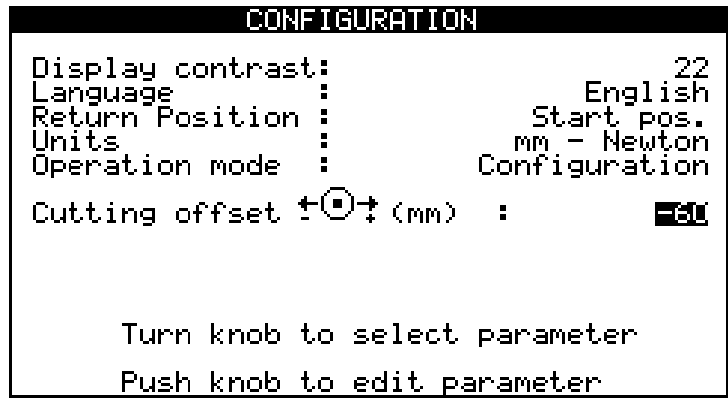 CONFIGURATION
Display contrast: 22
Language : English
Return Position : Start pos.
Units : mm - Newton
Operation mode : Configuration
Cutting offset - + (mm) : -60
Turn knob to select parameter
Push knob to edit parameter